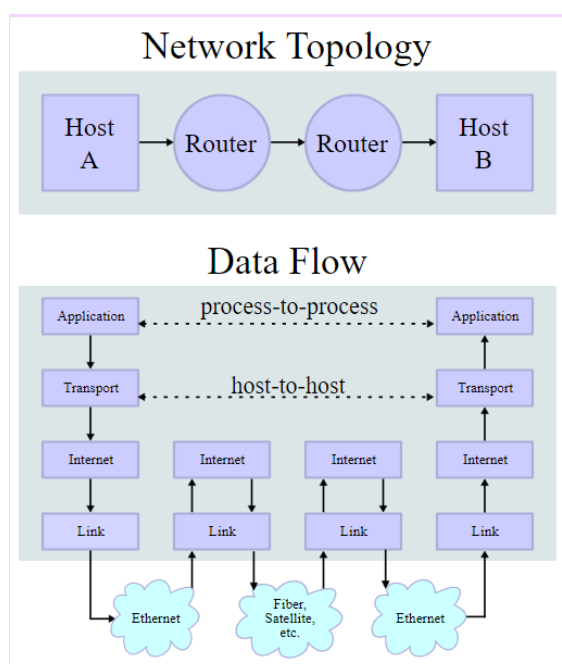 Network Topology
Host
A
Router
Router
Host
B
Data Flow
Application
process-to-process
Application
Transport
host-to-host
Transport
Internet
Internet
Internet
Internet
Link
Link
Link
Link
Ethernet
Fiber,
Satellite,
etc.
Ethernet